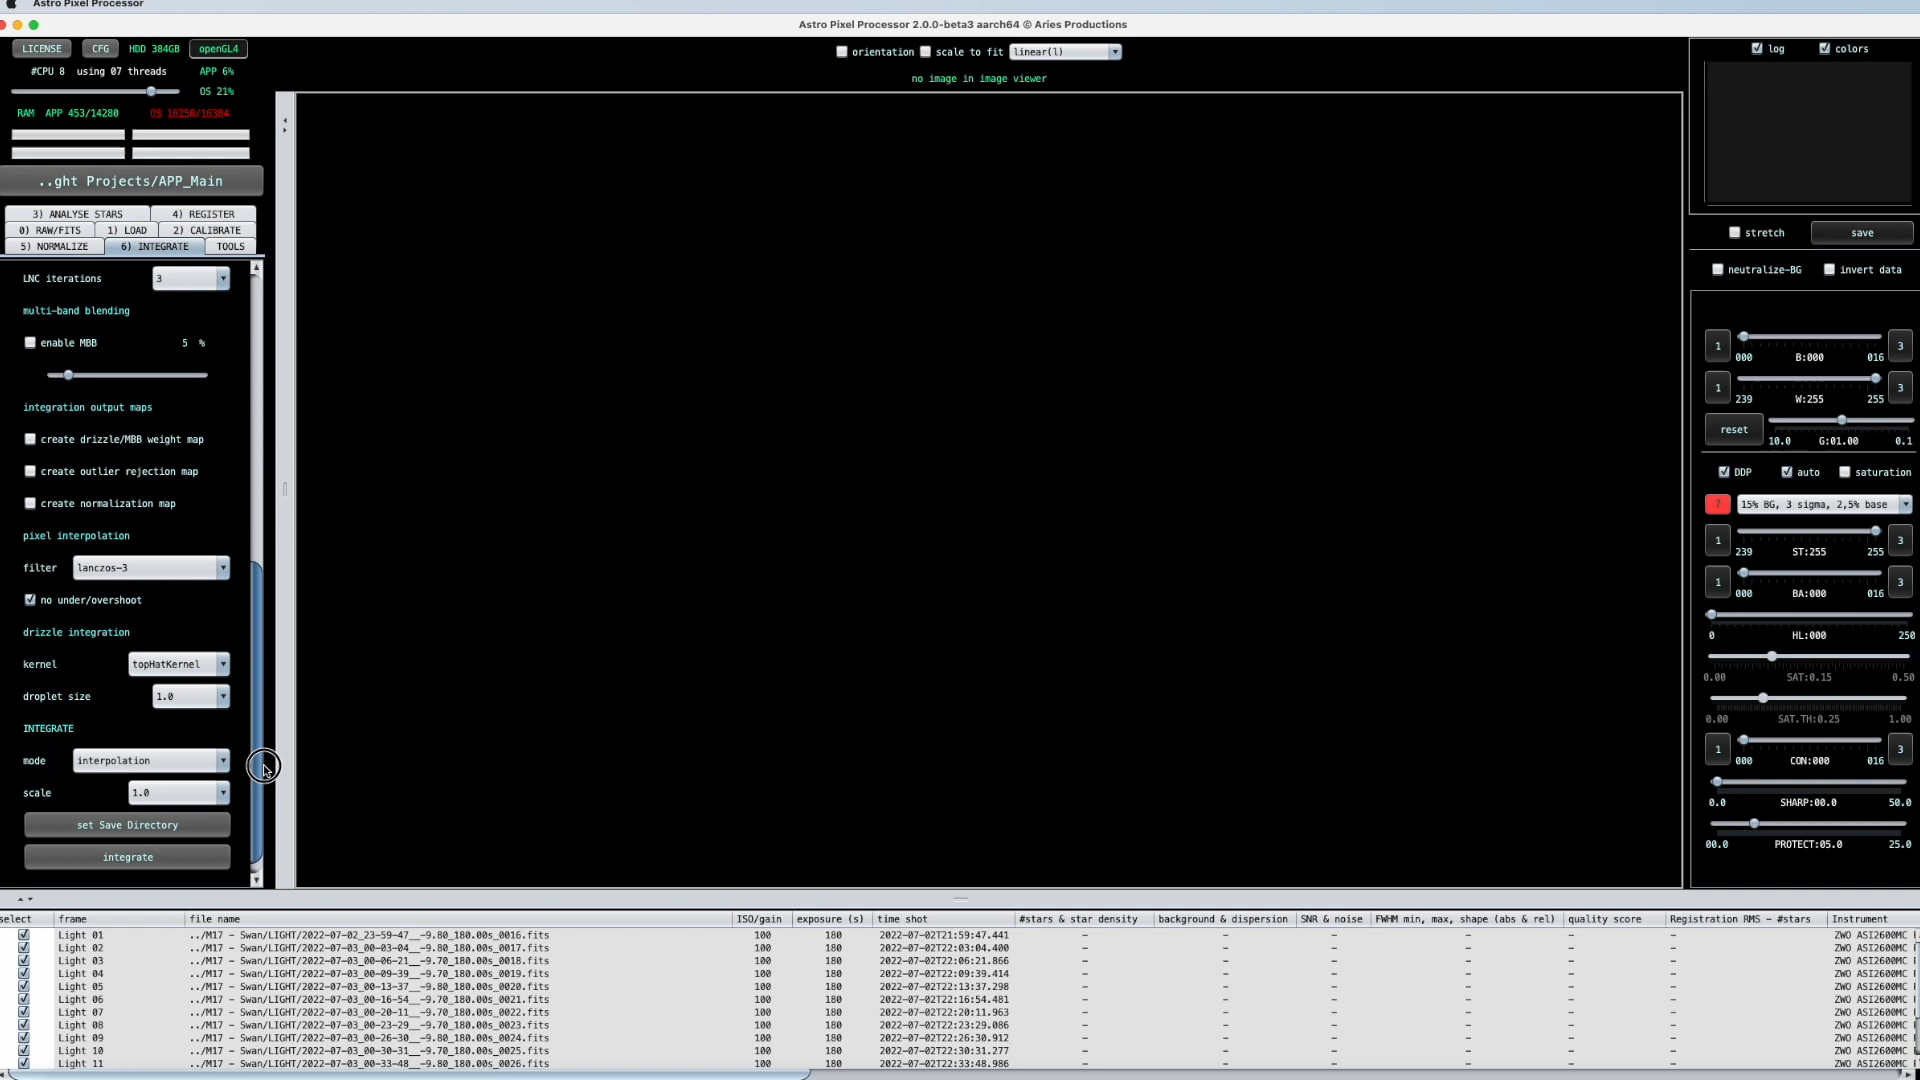 Astro Pixel Processor
Astro Pixel Processor 2.0.0-beta3 aarch64 © Aries Productions
LICENSE CFG HDD 384GB openGL4
#CPU 8 using 07 threads APP 6%
OS 21%
RAM APP 453/14280 OS 16250/16384
..ght Projects/APP_Main
3) ANALYSE STARS 4) REGISTER
0) RAW/FITS 1) LOAD 2) CALIBRATE
5) NORMALIZE 6) INTEGRATE TOOLS
LNC iterations 3
multi-band blending
enable MBB 5 %
integration output maps
create drizzle/MBB weight map
create outlier rejection map
create normalization map
pixel interpolation
filter lanczos-3
no under/overshoot
drizzle integration
kernel topHatKernel
droplet size 1.0
INTEGRATE
mode interpolation
scale 1.0
set Save Directory
integrate
orientation scale to fit linear(l)
no image in image viewer
log colors
stretch save
neutralize-BG invert data
1 3
000 B:000 016
1 3
239 W:255 255
reset
10.0 G:01.00 0.1
DDP auto saturation
? 15% BG, 3 sigma, 2,5% base
1 3
239 ST:255 255
1 3
000 BA:000 016
0 HL:000 250
0.00 SAT:0.15 0.50
0.00 SAT.TH:0.25 1.00
1 3
000 CON:000 016
0.0 SHARP:00.0 50.0
00.0 PROTECT:05.0 25.0
select frame file name ISO/gain exposure (s) time shot #stars & star density background & dispersion SNR & noise FWHM min, max, shape (abs & rel) quality score Registration RMS - #stars Instrument
Light 01 ../M17 - Swan/LIGHT/2022-07-02_23-59-47__-9.80_180.00s_0016.fits 100 180 2022-07-02T21:59:47.441 - - - - - - ZWO ASI2600MC
Light 02 ../M17 - Swan/LIGHT/2022-07-03_00-03-04__-9.80_180.00s_0017.fits 100 180 2022-07-02T22:03:04.400 - - - - - - ZWO ASI2600MC
Light 03 ../M17 - Swan/LIGHT/2022-07-03_00-06-21__-9.70_180.00s_0018.fits 100 180 2022-07-02T22:06:21.866 - - - - - - ZWO ASI2600MC
Light 04 ../M17 - Swan/LIGHT/2022-07-03_00-09-39__-9.70_180.00s_0019.fits 100 180 2022-07-02T22:09:39.414 - - - - - - ZWO ASI2600MC
Light 05 ../M17 - Swan/LIGHT/2022-07-03_00-13-37__-9.80_180.00s_0020.fits 100 180 2022-07-02T22:13:37.298 - - - - - - ZWO ASI2600MC
Light 06 ../M17 - Swan/LIGHT/2022-07-03_00-16-54__-9.70_180.00s_0021.fits 100 180 2022-07-02T22:16:54.481 - - - - - - ZWO ASI2600MC
Light 07 ../M17 - Swan/LIGHT/2022-07-03_00-20-11__-9.70_180.00s_0022.fits 100 180 2022-07-02T22:20:11.963 - - - - - - ZWO ASI2600MC
Light 08 ../M17 - Swan/LIGHT/2022-07-03_00-23-29__-9.70_180.00s_0023.fits 100 180 2022-07-02T22:23:29.086 - - - - - - ZWO ASI2600MC
Light 09 ../M17 - Swan/LIGHT/2022-07-03_00-26-30__-9.80_180.00s_0024.fits 100 180 2022-07-02T22:26:30.912 - - - - - - ZWO ASI2600MC
Light 10 ../M17 - Swan/LIGHT/2022-07-03_00-30-31__-9.70_180.00s_0025.fits 100 180 2022-07-02T22:30:31.277 - - - - - - ZWO ASI2600MC
Light 11 ../M17 - Swan/LIGHT/2022-07-03_00-33-48__-9.80_180.00s_0026.fits 100 180 2022-07-02T22:33:48.986 - - - - - - ZWO ASI2600MC